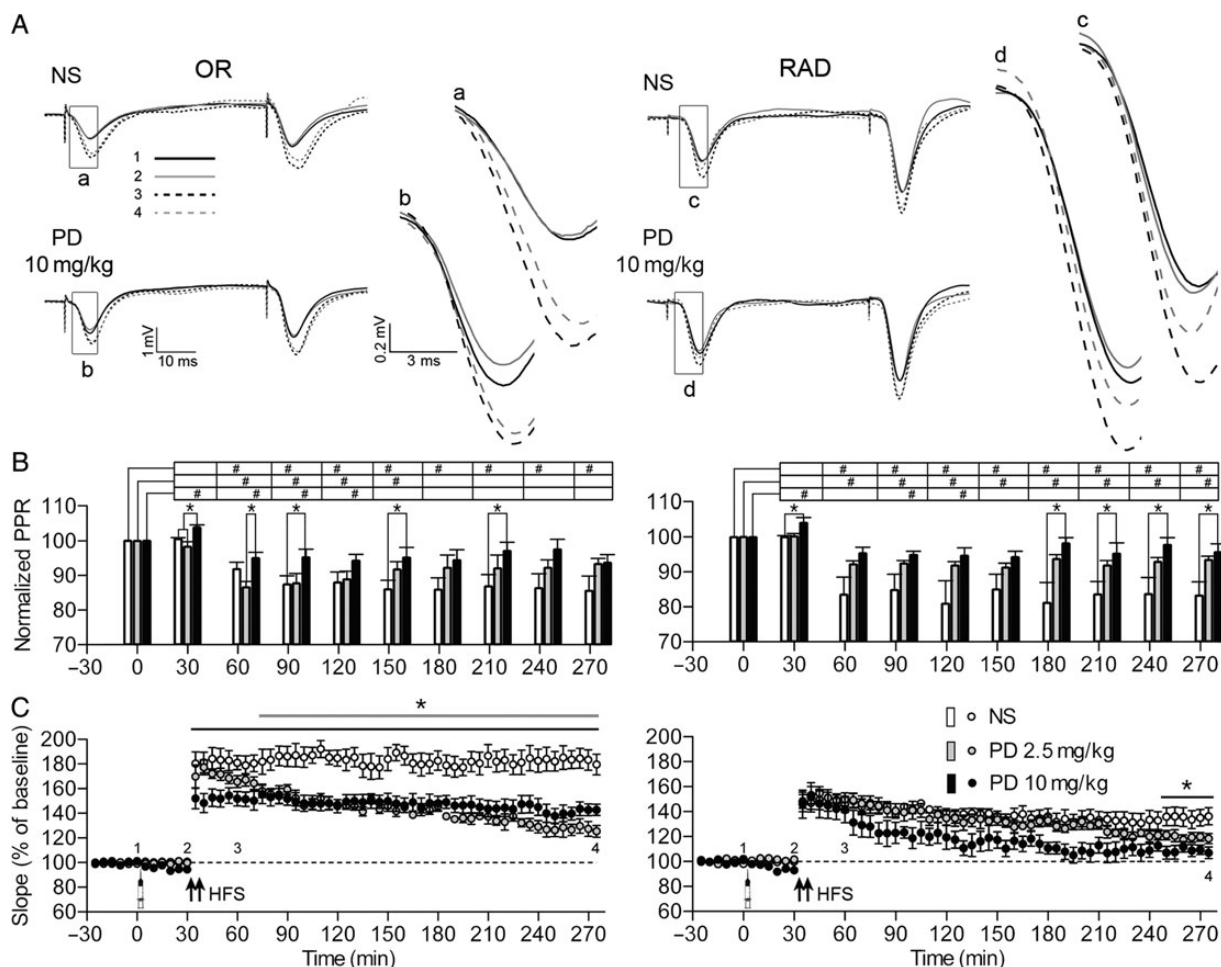 A
NS
OR
1
2
3
4
a
PD
10 mg/kg
b
1 mV
10 ms
a
b
0.2 mV
3 ms
NS
RAD
c
PD
10 mg/kg
d
d
c
B
# # # # # # # #
# # # #
# # # #
* * * * *
Normalized PPR
110
100
90
80
70
−30 0 30 60 90 120 150 180 210 240 270
# # # # # # # #
# # # # # # # #
# # #
* * * * *
110
100
90
80
70
−30 0 30 60 90 120 150 180 210 240 270
C
*
Slope (% of baseline)
200
180
160
140
120
100
80
60
1 2 3 4
HFS
−30 0 30 60 90 120 150 180 210 240 270
Time (min)
NS
PD 2.5 mg/kg
PD 10 mg/kg
*
200
180
160
140
120
100
80
60
1 2 3 4
HFS
−30 0 30 60 90 120 150 180 210 240 270
Time (min)